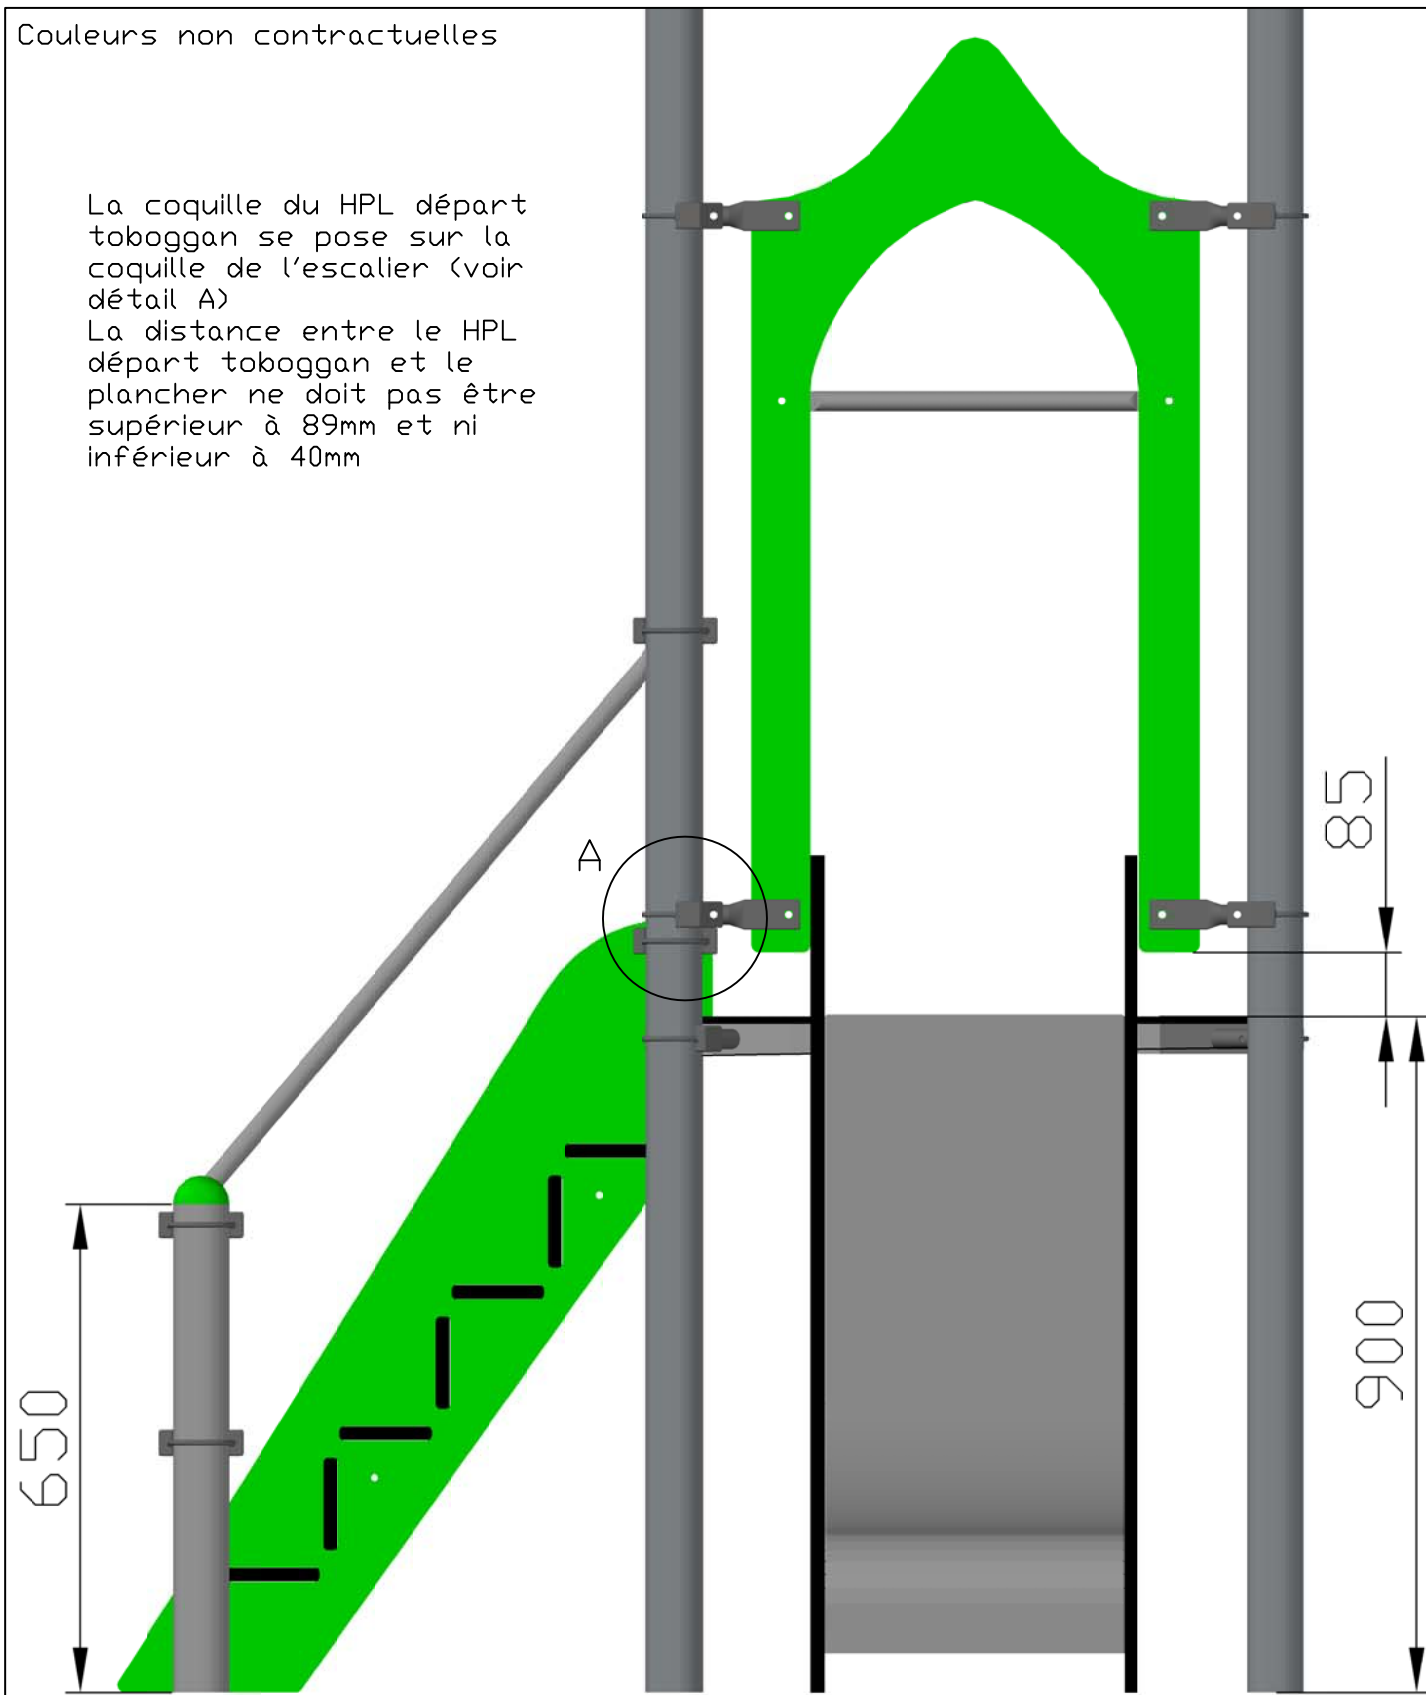 Couleurs non contractuelles
La coquille du HPL départ
toboggan se pose sur la
coquille de l'escalier (voir
détail A)
La distance entre le HPL
départ toboggan et le
plancher ne doit pas être
supérieur à 89mm et ni
inférieur à 40mm
A
85
900
650